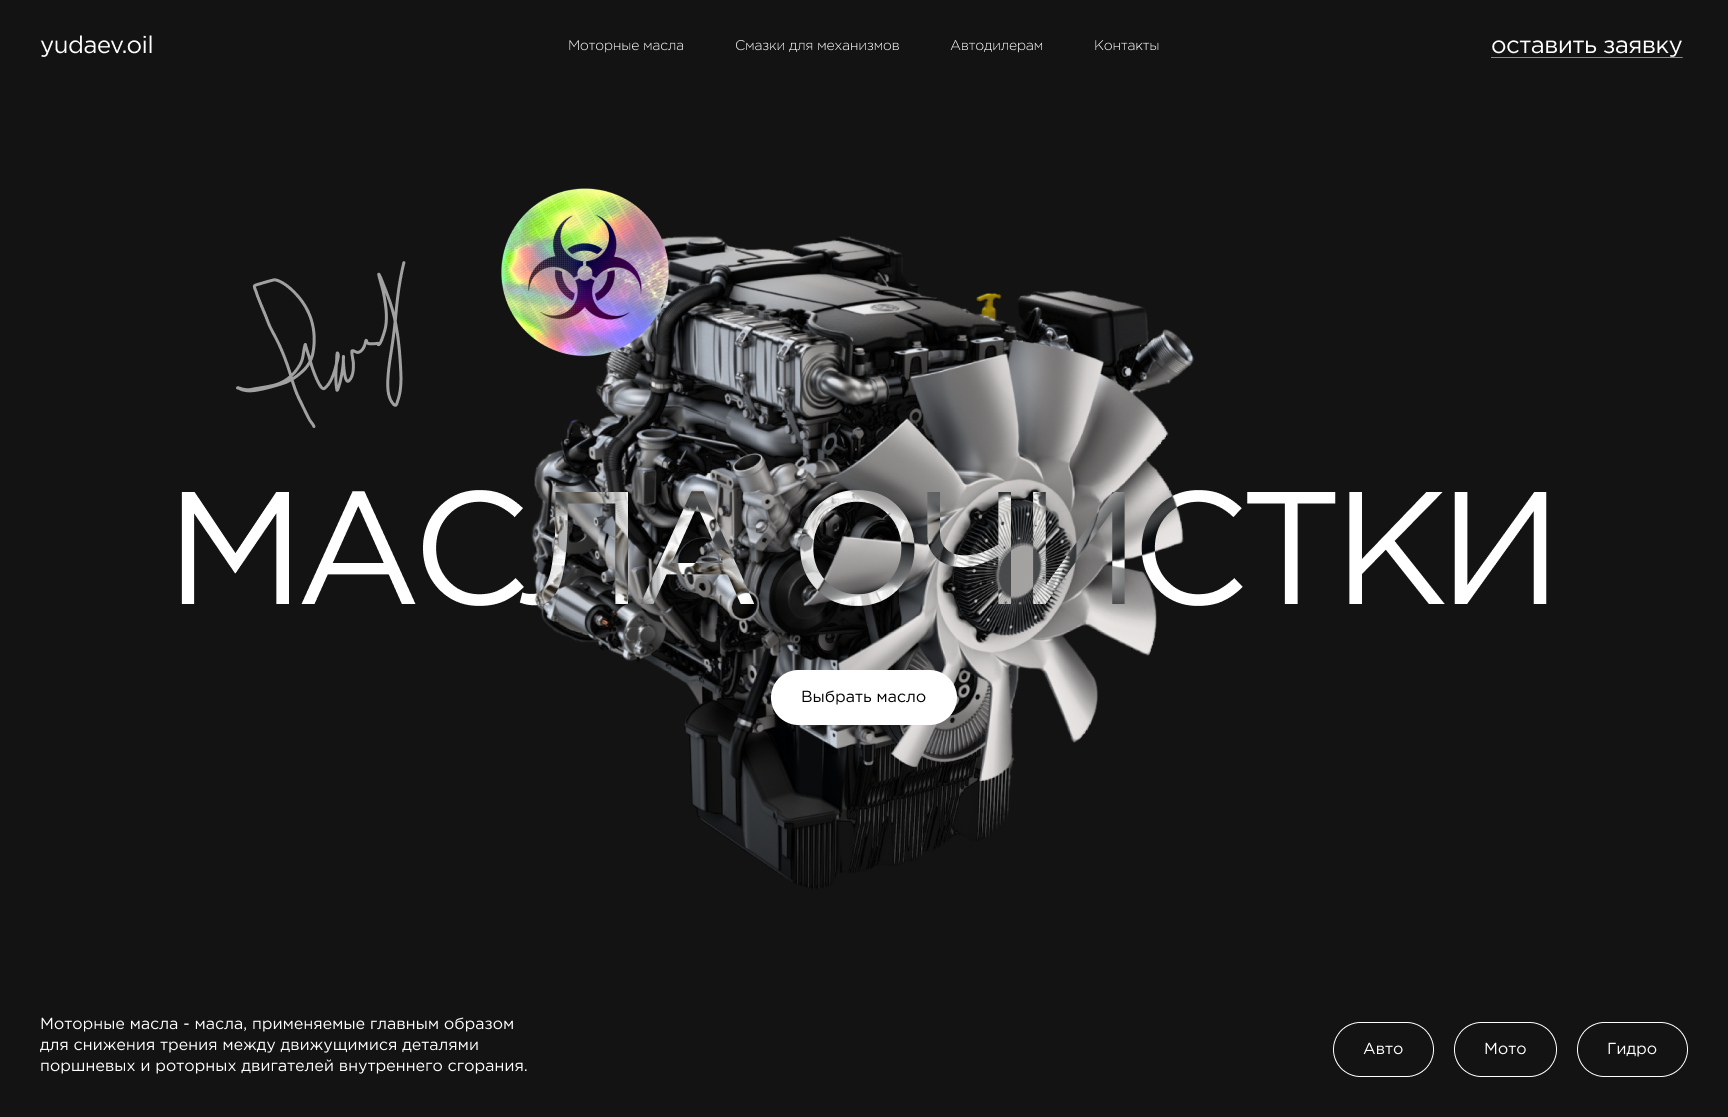 yudaev.oil
Моторные масла
Смазки для механизмов
Автодилерам
Контакты
оставить заявку
МАСЛА ОЧИСТКИ
Выбрать масло
Моторные масла - масла, применяемые главным образом
для снижения трения между движущимися деталями
поршневых и роторных двигателей внутреннего сгорания.
Авто
Мото
Гидро